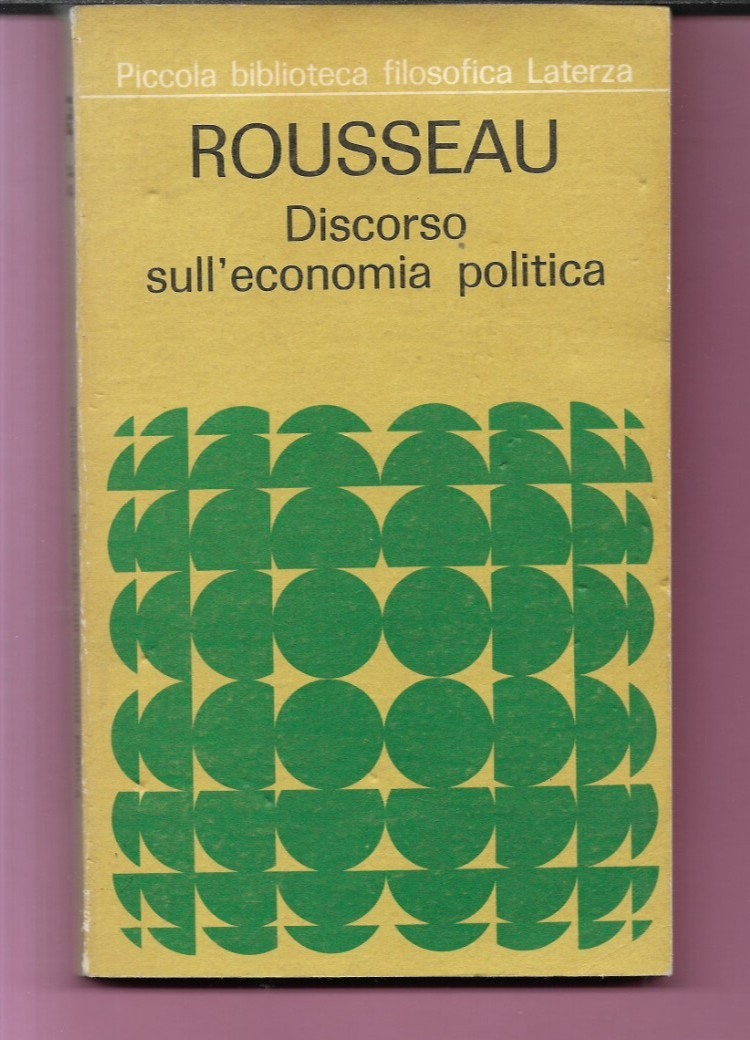 Piccola biblioteca filosofica Laterza
ROUSSEAU
Discorso
sull'economia politica